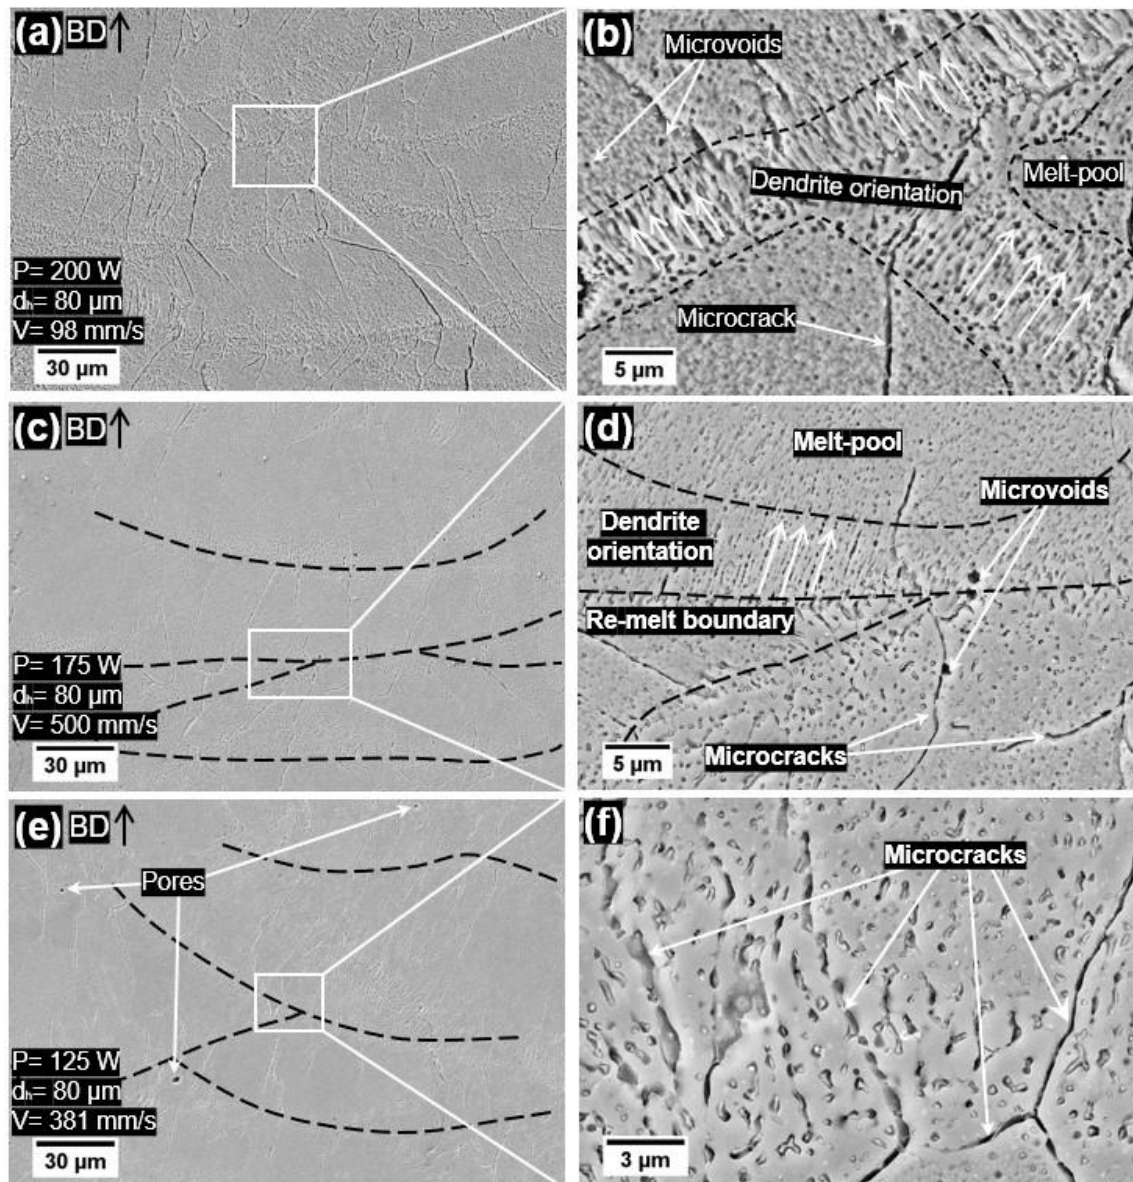 (a) BD
P= 200 W
dₕ= 80 µm
V= 98 mm/s
30 µm
(b)
Microvoids
Dendrite orientation
Melt-pool
Microcrack
5 µm
(c) BD
P= 175 W
dₕ= 80 µm
V= 500 mm/s
30 µm
(d)
Melt-pool
Microvoids
Dendrite
orientation
Re-melt boundary
Microcracks
5 µm
(e) BD
Pores
P= 125 W
dₕ= 80 µm
V= 381 mm/s
30 µm
(f)
Microcracks
3 µm